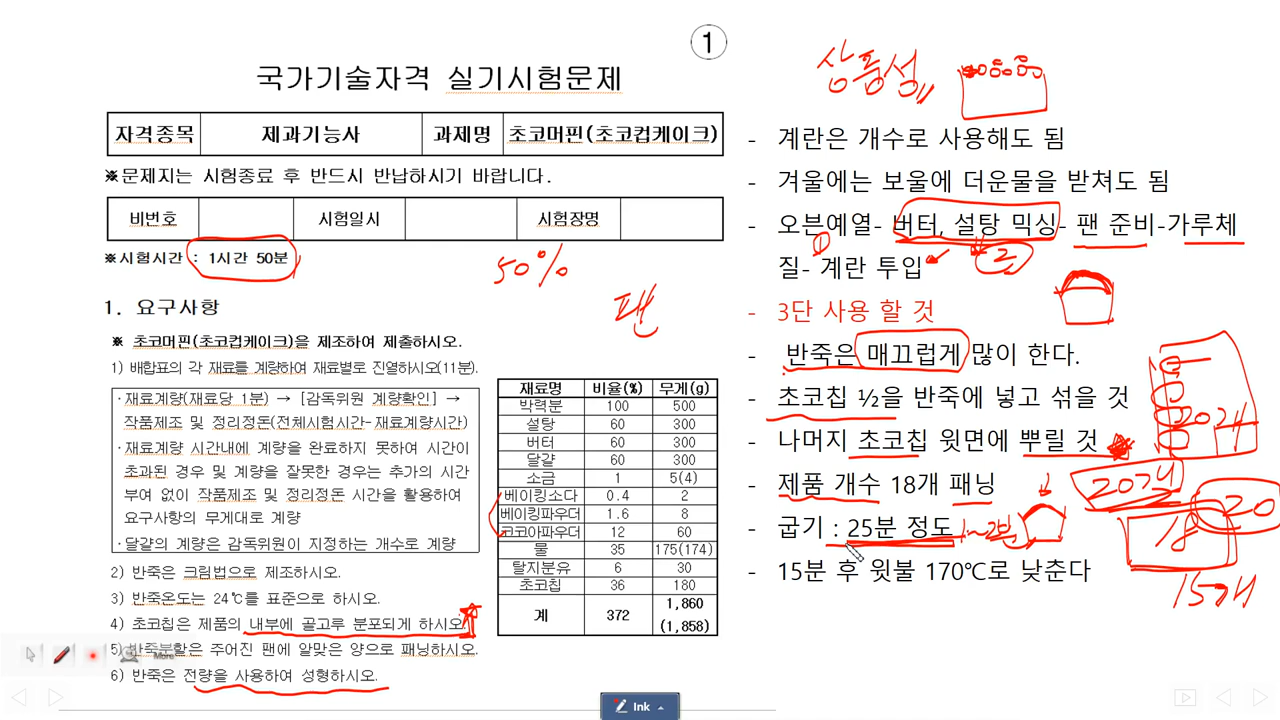 ①
국가기술자격 실기시험문제
자격종목 제과기능사 과제명 초코머핀(초코컵케이크)
※문제지는 시험종료 후 반드시 반납하시기 바랍니다.
비번호 시험일시 시험장명
※시험시간 : 1시간 50분
50%
팬
1. 요구사항
※ 초코머핀(초코컵케이크)을 제조하여 제출하시오.
1) 배합표의 각 재료를 계량하여 재료별로 진열하시오(11분).
·재료계량(재료당 1분) → [감독위원 계량확인] →
작품제조 및 정리정돈(전체시험시간-재료계량시간)
·재료계량 시간내에 계량을 완료하지 못하여 시간이
초과된 경우 및 계량을 잘못한 경우는 추가의 시간
부여 없이 작품제조 및 정리정돈 시간을 활용하여
요구사항의 무게대로 계량
·달걀의 계량은 감독위원이 지정하는 개수로 계량
2) 반죽은 크림법으로 제조하시오.
3) 반죽온도는 24℃를 표준으로 하시오.
4) 초코칩은 제품의 내부에 골고루 분포되게 하시오.
5) 반죽분할은 주어진 팬에 알맞은 양으로 패닝하시오.
6) 반죽은 전량을 사용하여 성형하시오.
재료명 비율(%) 무게(g)
박력분 100 500
설탕 60 300
버터 60 300
달걀 60 300
소금 1 5(4)
베이킹소다 0.4 2
베이킹파우더 1.6 8
코코아파우더 12 60
물 35 175(174)
탈지분유 6 30
초코칩 36 180
계 372 1,860
(1,858)
상품성
- 계란은 개수로 사용해도 됨
- 겨울에는 보울에 더운물을 받쳐도 됨
- 오븐예열- 버터, 설탕 믹싱- 팬 준비-가루체
질- 계란 투입
① 2
- 3단 사용 할 것
- 반죽은 매끄럽게 많이 한다.
- 초코칩 ½을 반죽에 넣고 섞을 것
- 나머지 초코칩 윗면에 뿌릴 것
- 제품 개수 18개 패닝
- 굽기 : 25분 정도 1~2분
- 15분 후 윗불 170℃로 낮춘다
2024
20개
20
18
15개
More
Ink